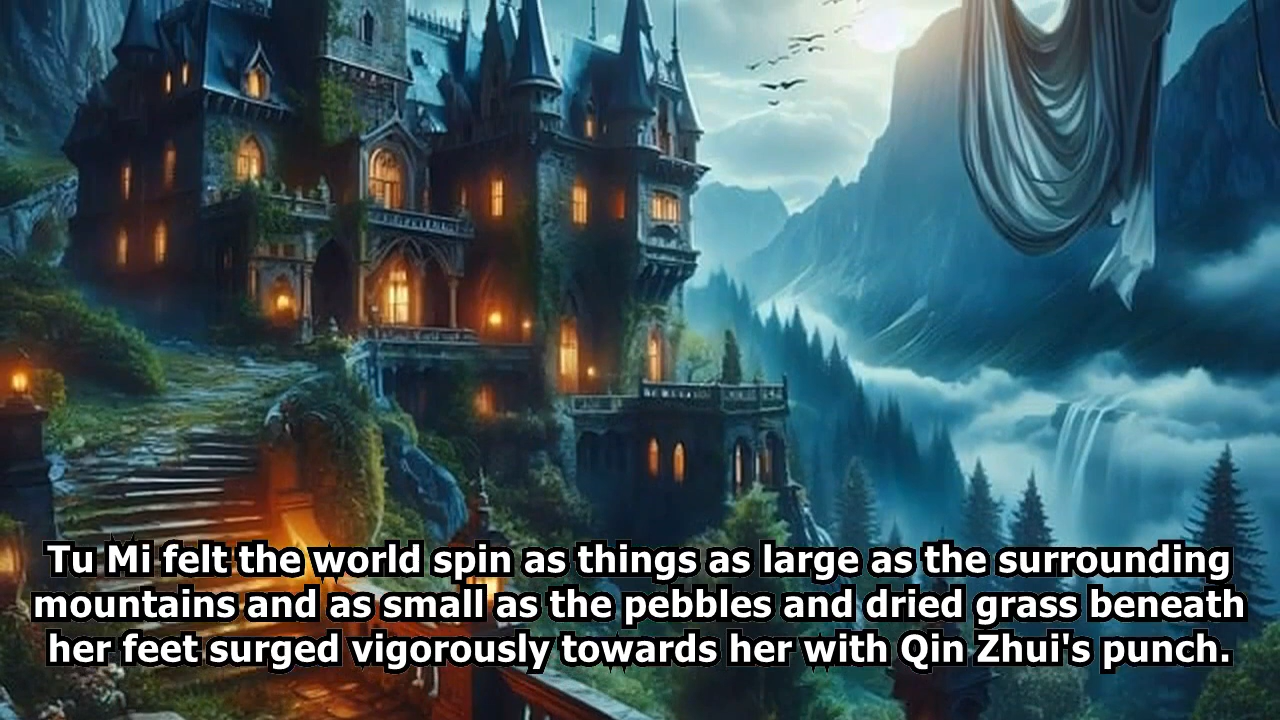 Tu Mi felt the world spin as things as large as the surrounding
mountains and as small as the pebbles and dried grass beneath
her feet surged vigorously towards her with Qin Zhui's punch.